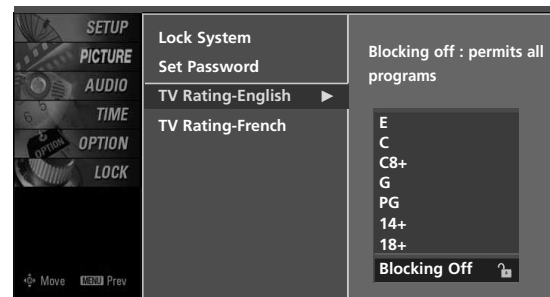 SETUP
PICTURE
AUDIO
TIME
OPTION
LOCK
Move MENU Prev
Lock System
Set Password
TV Rating-English ►
TV Rating-French
Blocking off : permits all
programs
E
C
C8+
G
PG
14+
18+
Blocking Off